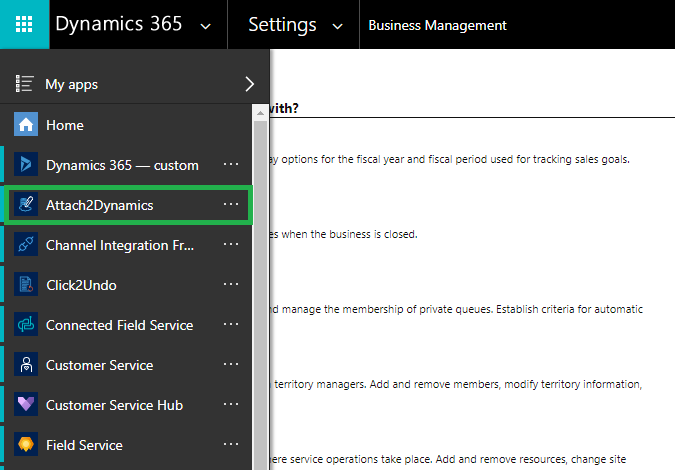 Dynamics 365 Settings Business Management
My apps
Home
with?
Dynamics 365 — custom ···
ay options for the fiscal year and fiscal period used for tracking sales goals.
Attach2Dynamics ···
es when the business is closed.
Channel Integration Fr... ···
Click2Undo ···
nd manage the membership of private queues. Establish criteria for automatic
Connected Field Service ···
Customer Service ···
territory managers. Add and remove members, modify territory information,
Customer Service Hub ···
Field Service ···
here service operations take place. Add and remove resources, change site